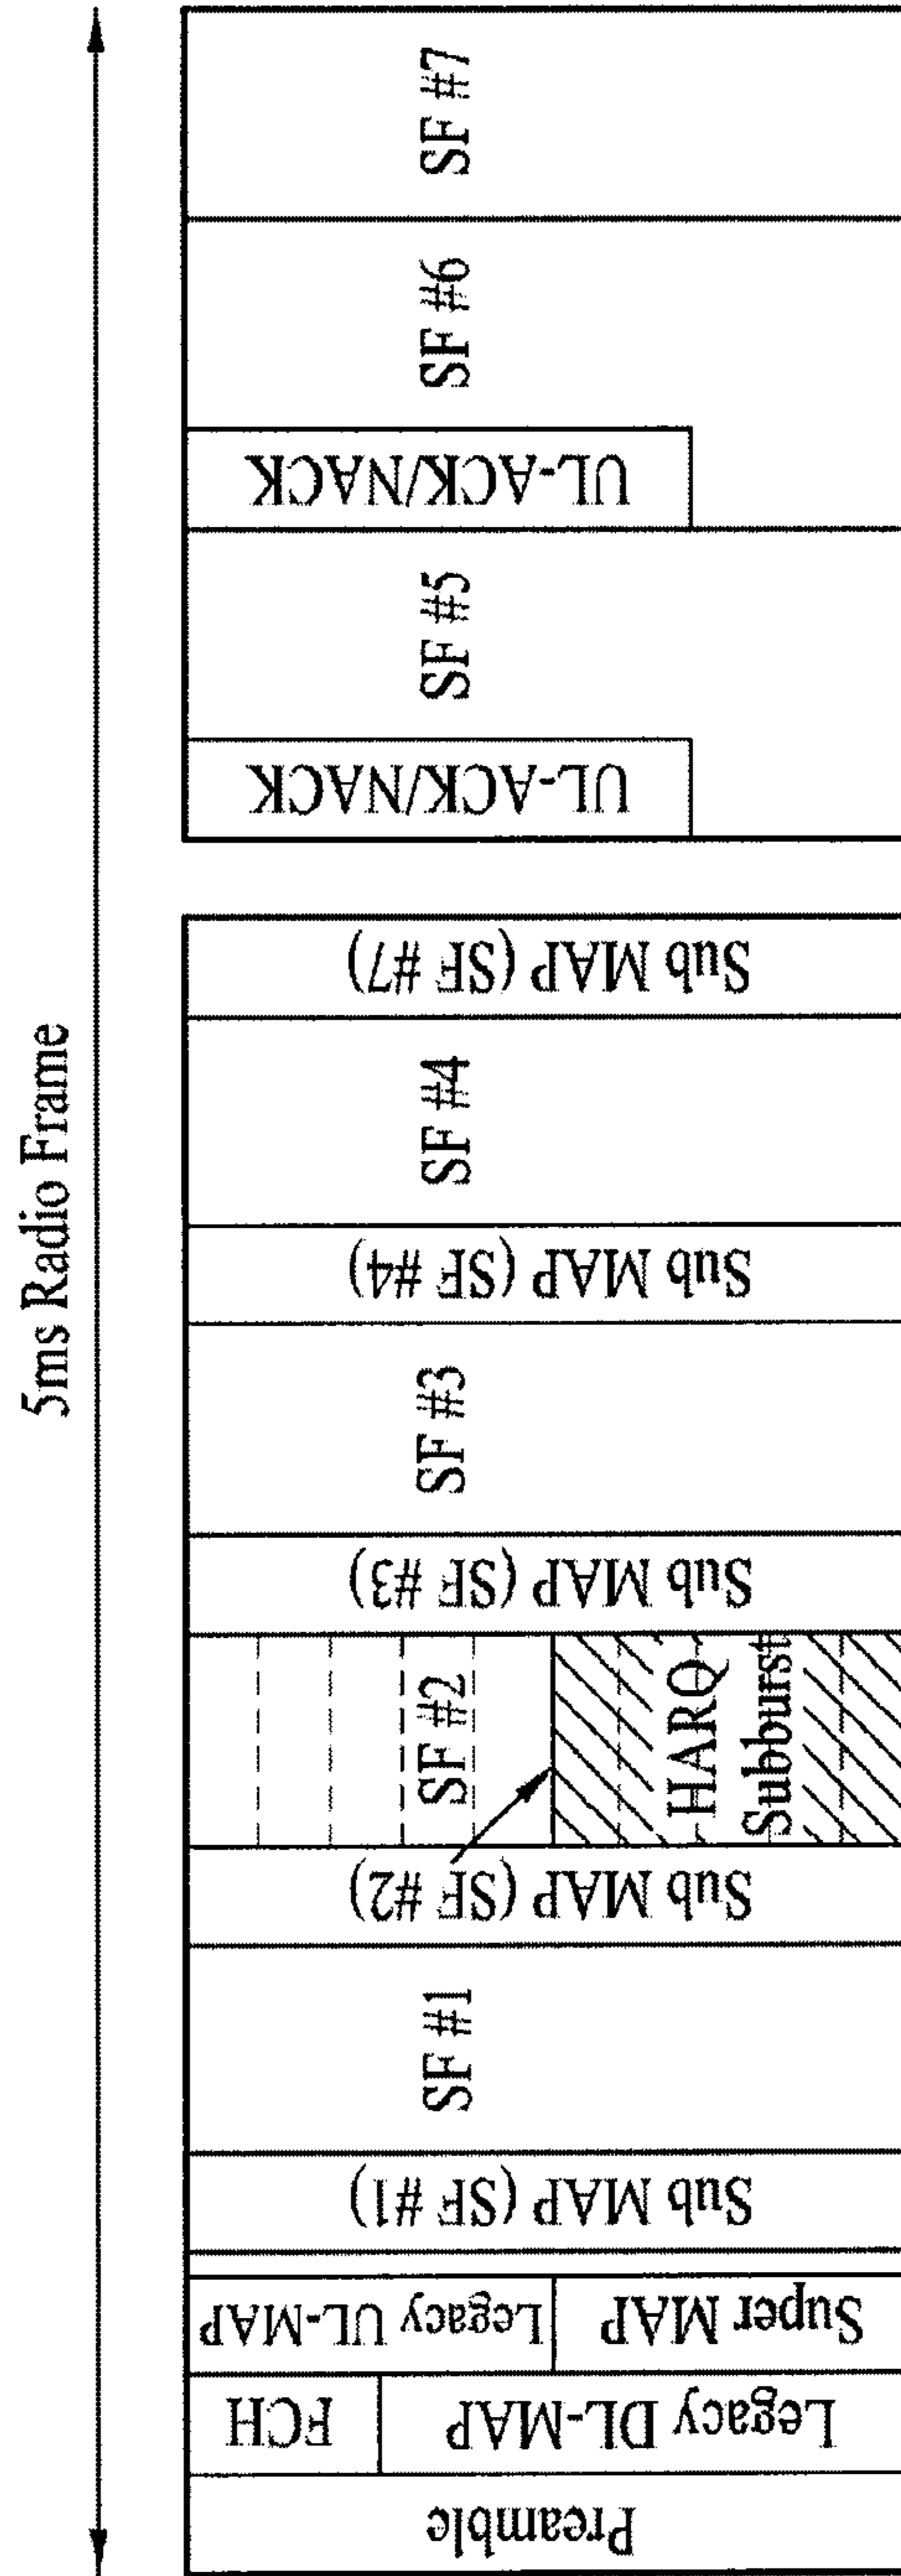 5ms Radio Frame
Preamble
FCH
Legacy DL-MAP
Legacy UL-MAP
Super MAP
Sub MAP (SF #1)
SF #1
Sub MAP (SF #2)
SF #2
HARQ
Subburst
Sub MAP (SF #3)
SF #3
Sub MAP (SF #4)
SF #4
Sub MAP (SF #7)
UL-ACK/NACK
SF #5
UL-ACK/NACK
SF #6
SF #7